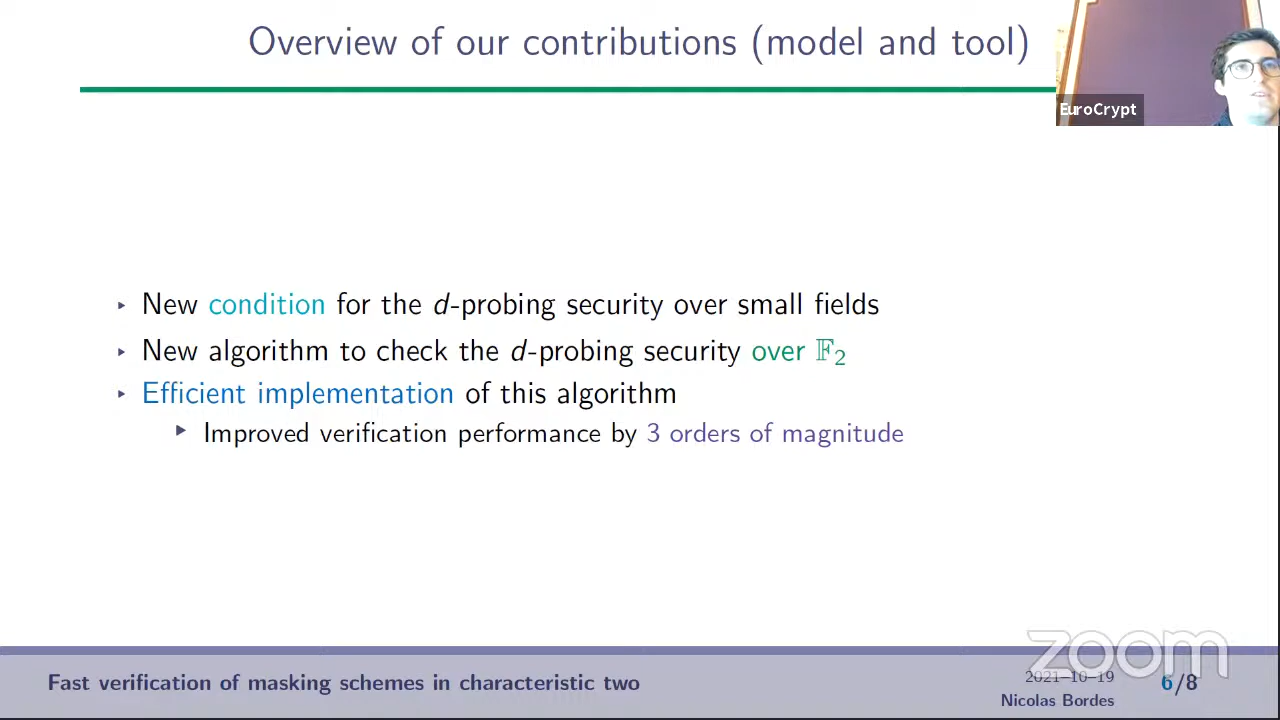 Overview of our contributions (model and tool)
EuroCrypt
▸ New condition for the d-probing security over small fields
▸ New algorithm to check the d-probing security over 𝔽₂
▸ Efficient implementation of this algorithm
▸ Improved verification performance by 3 orders of magnitude
zoom
Fast verification of masking schemes in characteristic two
2021–10–19
Nicolas Bordes
6/8